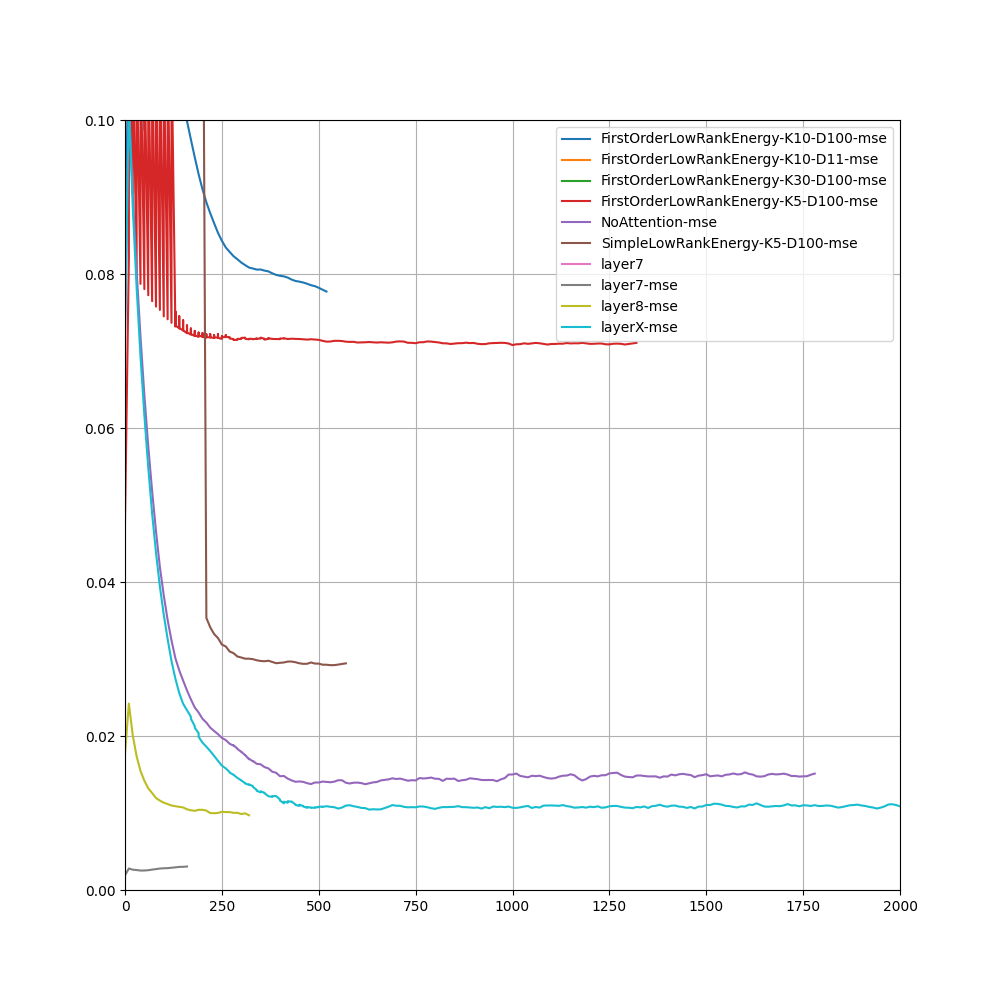 0.10
0.08
0.06
0.04
0.02
0.00
0 250 500 750 1000 1250 1500 1750 2000
FirstOrderLowRankEnergy-K10-D100-mse
FirstOrderLowRankEnergy-K10-D11-mse
FirstOrderLowRankEnergy-K30-D100-mse
FirstOrderLowRankEnergy-K5-D100-mse
NoAttention-mse
SimpleLowRankEnergy-K5-D100-mse
layer7
layer7-mse
layer8-mse
layerX-mse